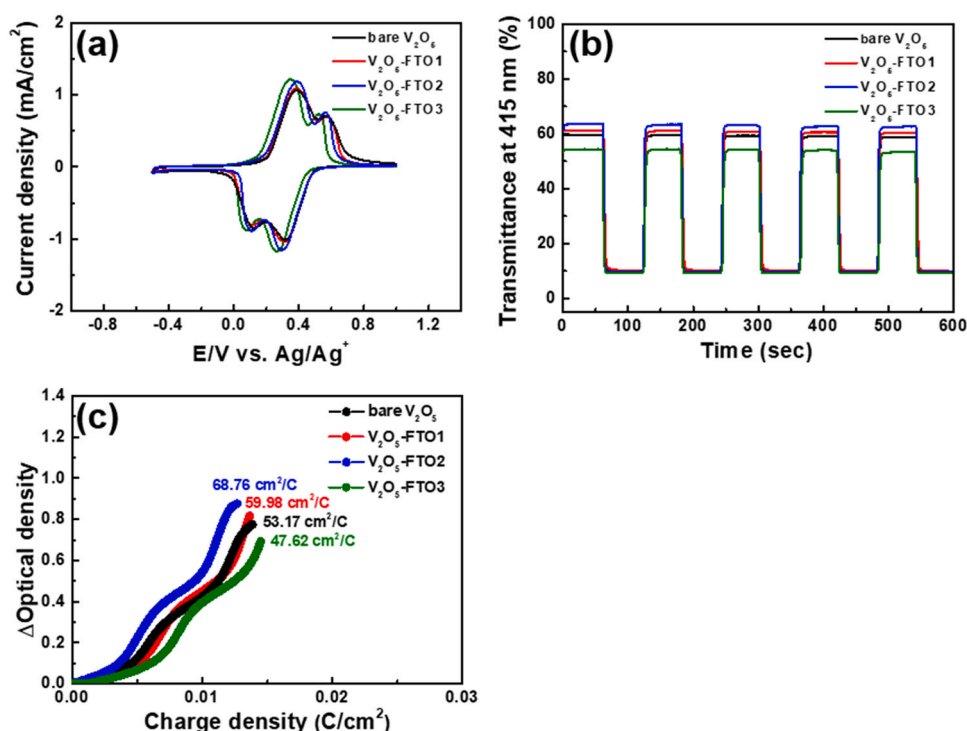 (a)
bare V₂O₅
V₂O₅-FTO1
V₂O₅-FTO2
V₂O₅-FTO3
Current density (mA/cm²)
2
1
0
-1
-2
-0.8
-0.4
0.0
0.4
0.8
1.2
E/V vs. Ag/Ag⁺
(b)
bare V₂O₅
V₂O₅-FTO1
V₂O₅-FTO2
V₂O₅-FTO3
Transmittance at 415 nm (%)
100
80
60
40
20
0
0
100
200
300
400
500
600
Time (sec)
(c)
bare V₂O₅
V₂O₅-FTO1
V₂O₅-FTO2
V₂O₅-FTO3
68.76 cm²/C
59.98 cm²/C
53.17 cm²/C
47.62 cm²/C
ΔOptical density
1.4
1.2
1.0
0.8
0.6
0.4
0.2
0.0
0.00
0.01
0.02
0.03
Charge density (C/cm²)